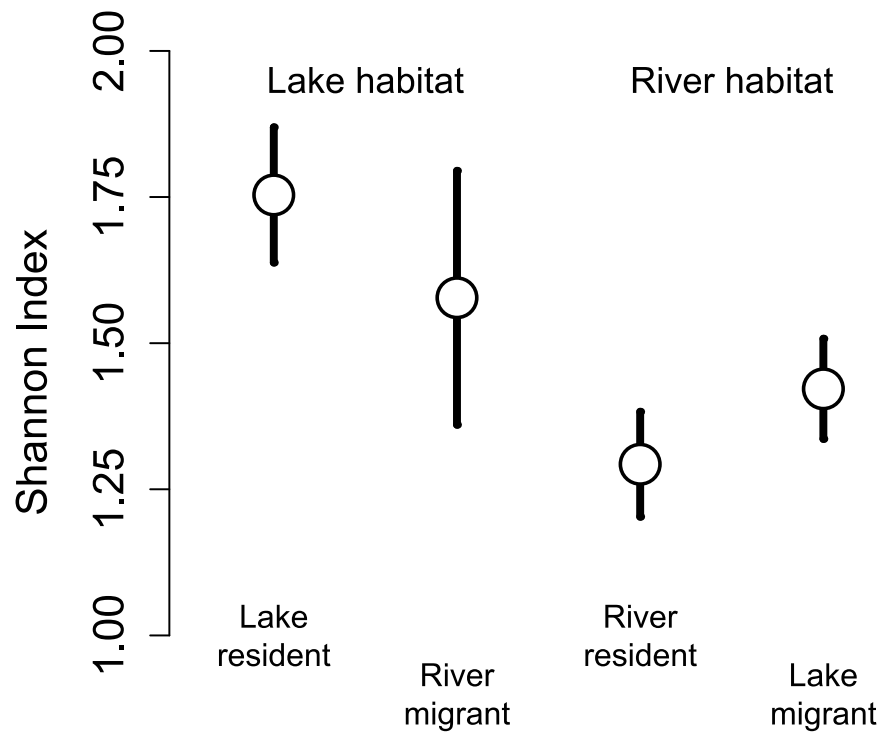 Shannon Index
2.00
1.75
1.50
1.25
1.00
Lake habitat
River habitat
Lake
resident
River
migrant
River
resident
Lake
migrant